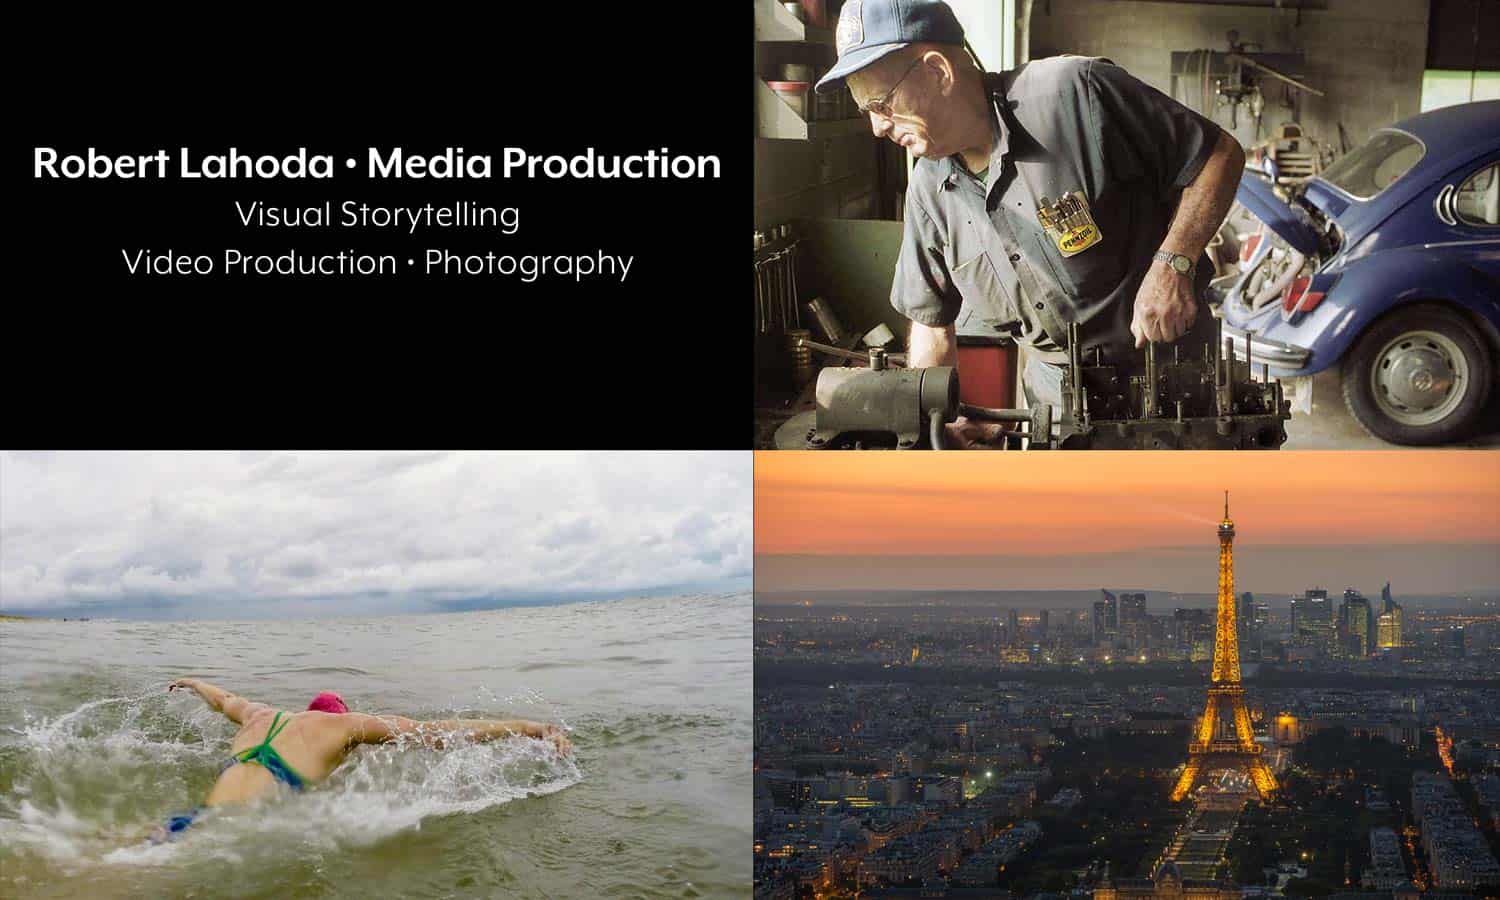 Robert Lahoda • Media Production
Visual Storytelling
Video Production • Photography
PENNZOIL